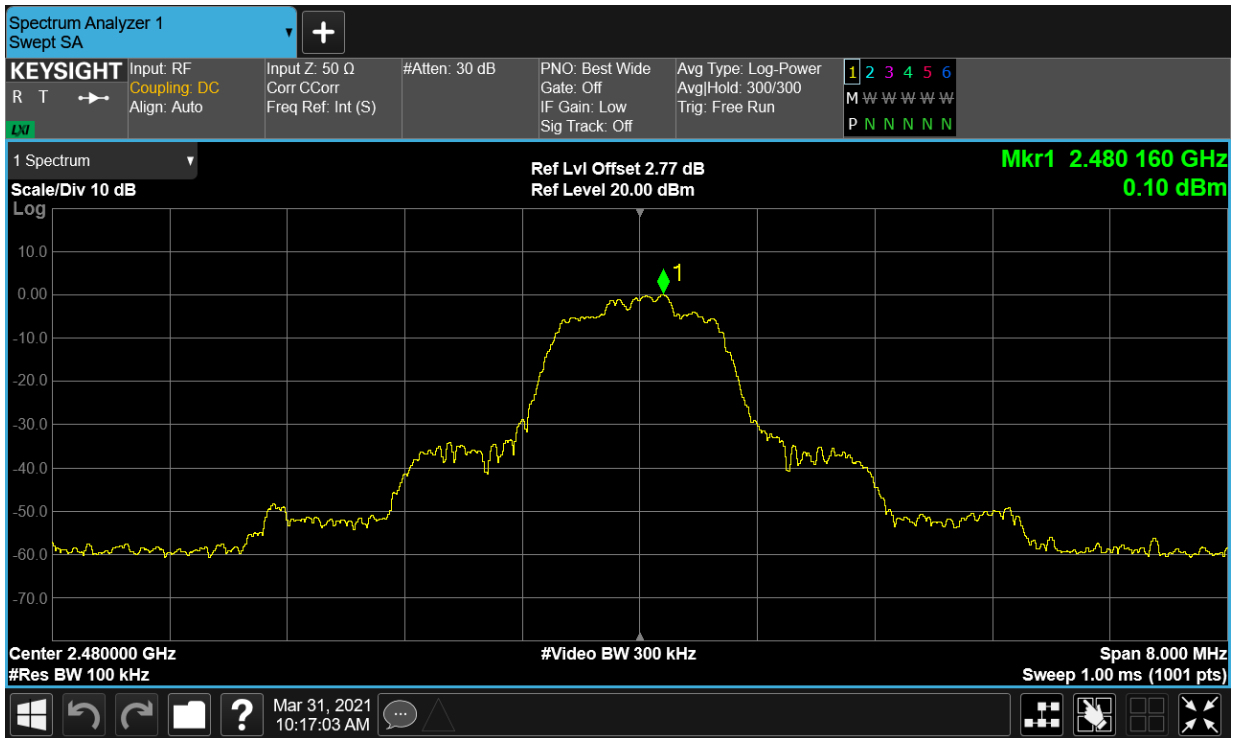 Spectrum Analyzer 1
Swept SA
KEYSIGHT
R T
LXI
Input: RF
Coupling: DC
Align: Auto
Input Z: 50 Ω
Corr CCorr
Freq Ref: Int (S)
#Atten: 30 dB
PNO: Best Wide
Gate: Off
IF Gain: Low
Sig Track: Off
Avg Type: Log-Power
Avg|Hold: 300/300
Trig: Free Run
1 2 3 4 5 6
M W W W W W
P N N N N N N
1 Spectrum
Scale/Div 10 dB
Log
Ref Lvl Offset 2.77 dB
Ref Level 20.00 dBm
Mkr1 2.480 160 GHz
0.10 dBm
10.0
0.00
-10.0
-20.0
-30.0
-40.0
-50.0
-60.0
-70.0
1
Center 2.480000 GHz
#Res BW 100 kHz
#Video BW 300 kHz
Span 8.000 MHz
Sweep 1.00 ms (1001 pts)
?
Mar 31, 2021
10:17:03 AM